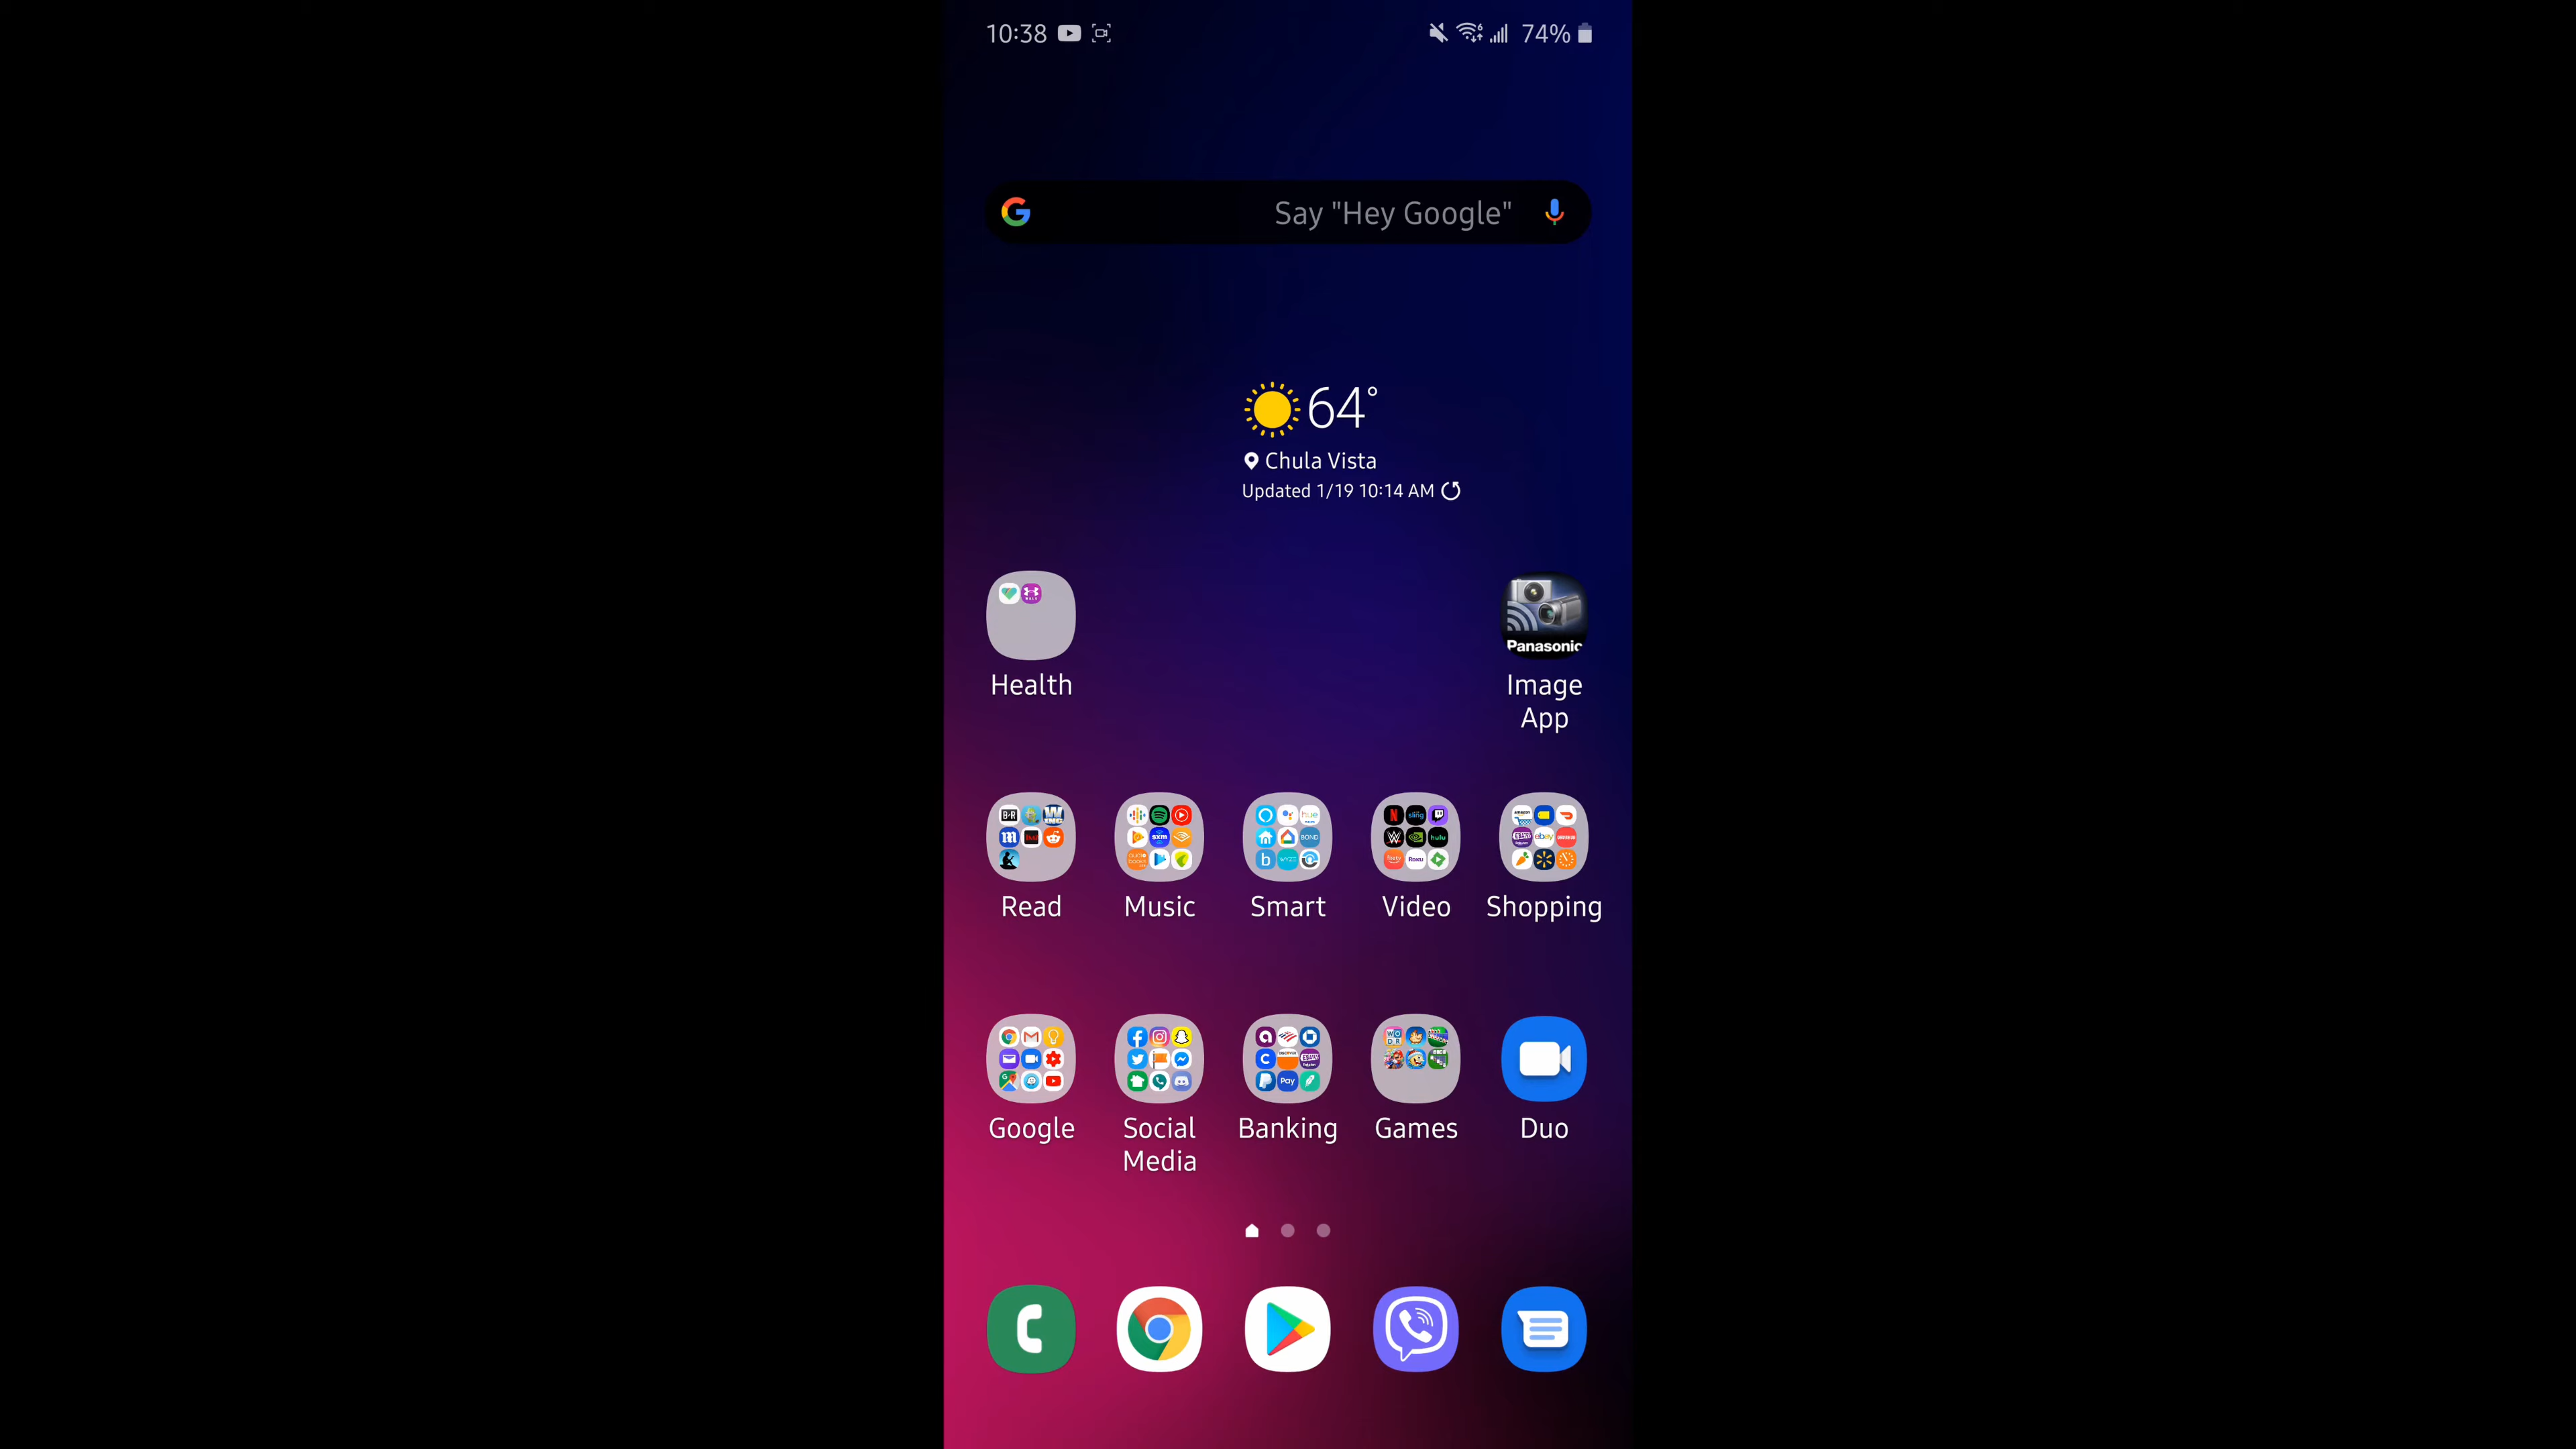 10:38
74%
Say "Hey Google"
64°
Chula Vista
Updated 1/19 10:14 AM
Panasonic
Health
Image
App
Read
Music
Smart
Video
Shopping
Google
Social
Media
Banking
Games
Duo